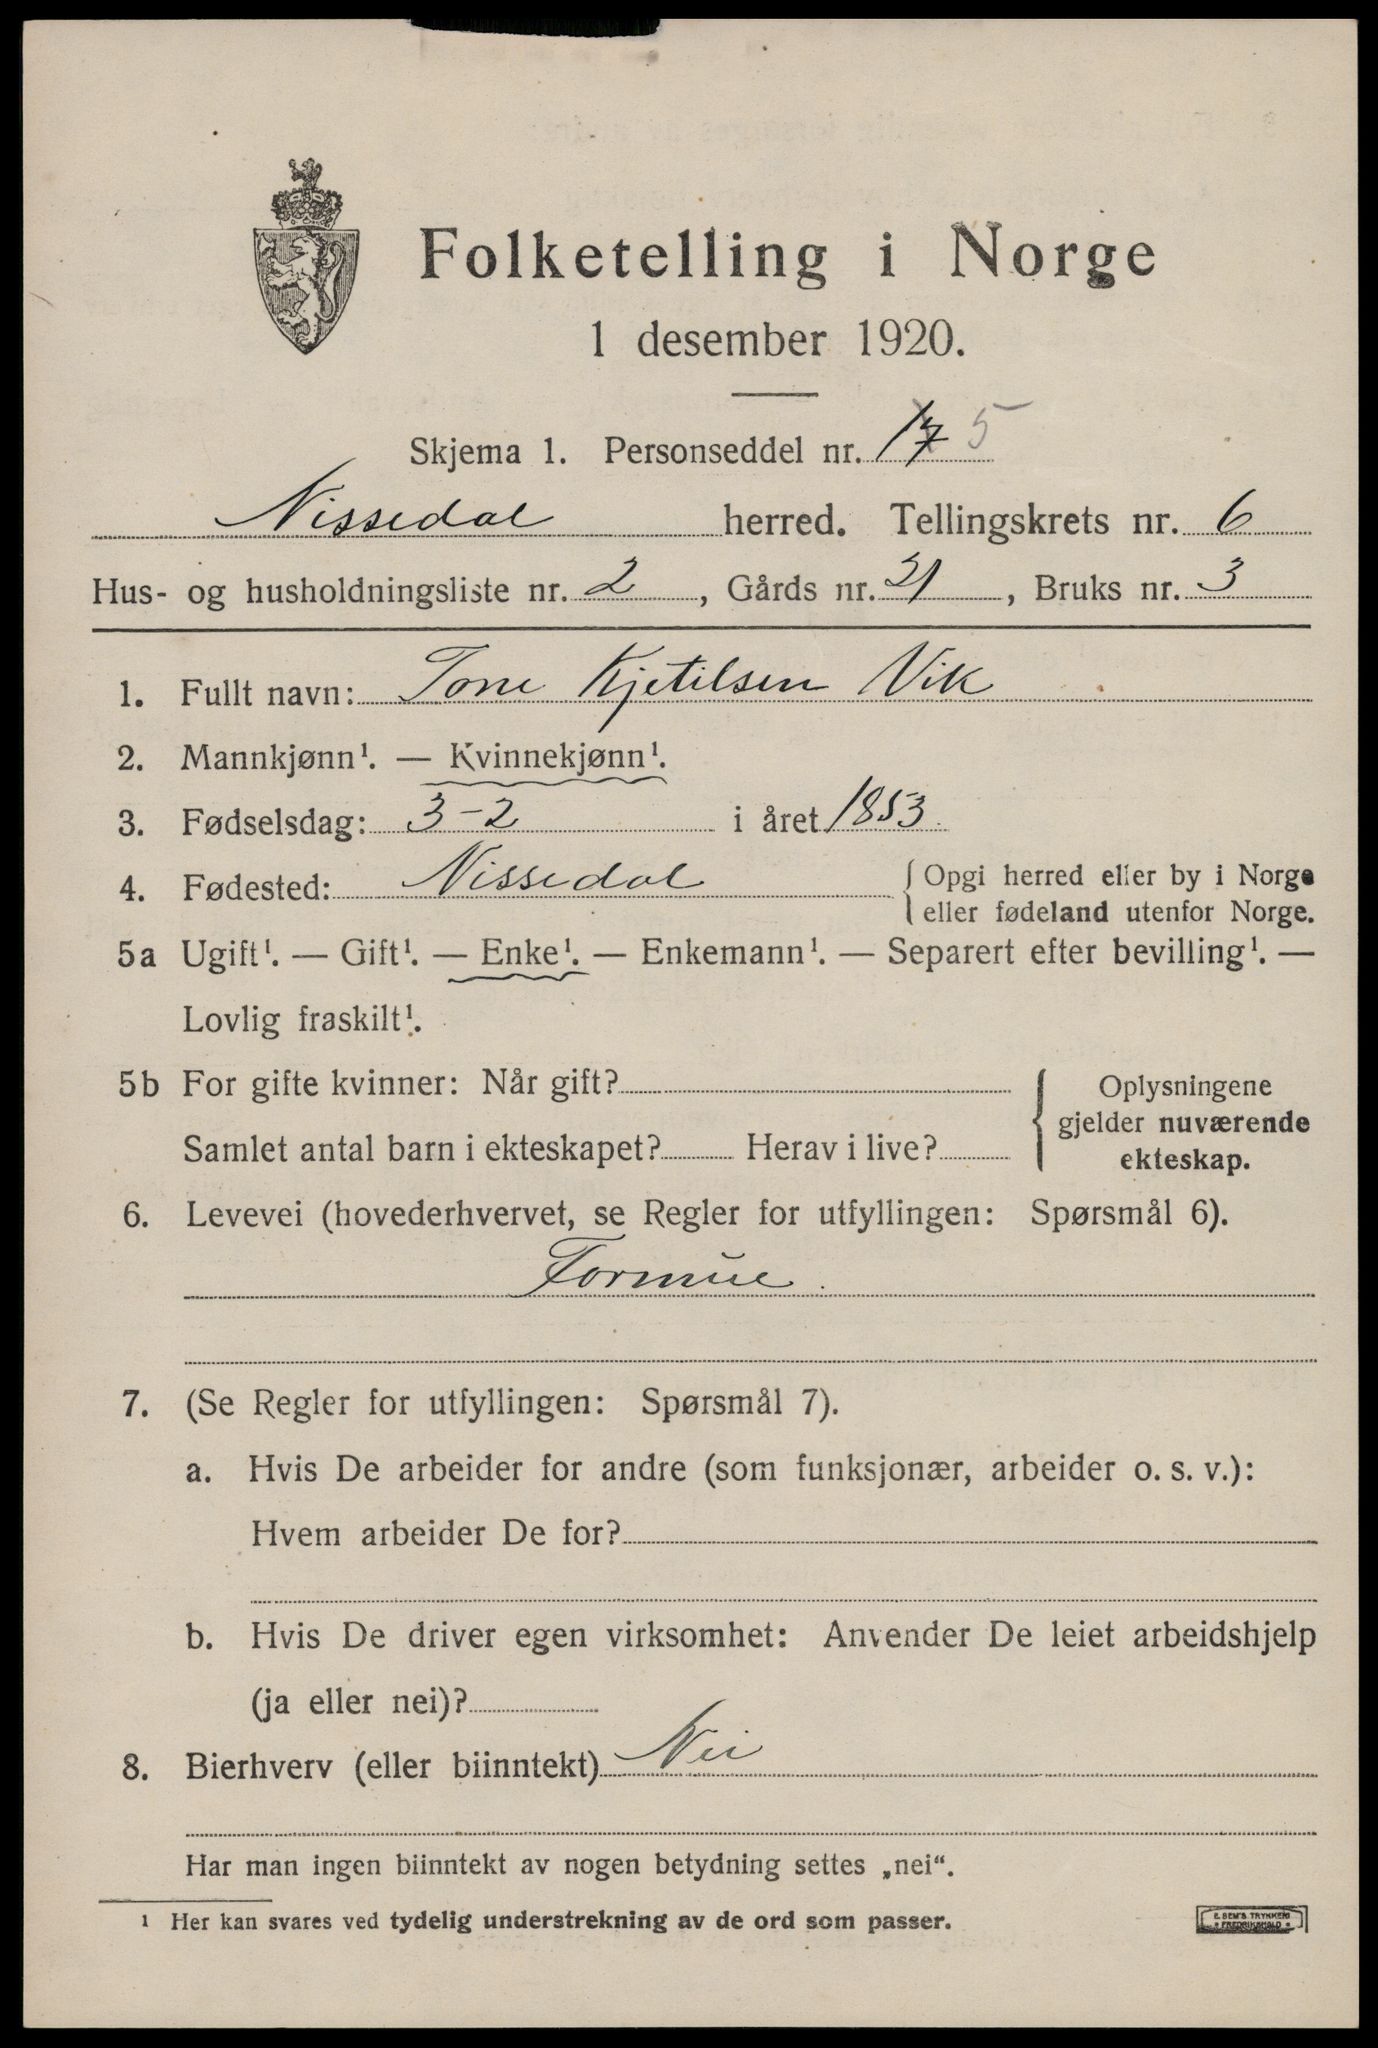 Folketelling i Norge
1 desember 1920.
Skjema 1. Personseddel nr. 17 5
Nissedal herred. Tellingskrets nr. 6
Hus- og husholdningsliste nr. 2, Gårds nr. 21, Bruks nr. 3
1. Fullt navn: Tone Kjetilsen Vik
2. Mannkjønn¹. — Kvinnekjønn¹.
3. Fødselsdag: 3-2 i året 1853
4. Fødested: Nissedal { Opgi herred eller by i Norge
eller fødeland utenfor Norge.
5a Ugift¹. — Gift¹. — Enke¹. — Enkemann¹. — Separert efter bevilling¹. —
Lovlig fraskilt¹.
5b For gifte kvinner: Når gift? { Oplysningene
gjelder nuværende
Samlet antal barn i ekteskapet? Herav i live? ekteskap.
6. Levevei (hovederhvervet, se Regler for utfyllingen: Spørsmål 6).
Formue.
7. (Se Regler for utfyllingen: Spørsmål 7).
a. Hvis De arbeider for andre (som funksjonær, arbeider o. s. v.):
Hvem arbeider De for?
b. Hvis De driver egen virksomhet: Anvender De leiet arbeidshjelp
(ja eller nei)?
8. Bierhverv (eller biinntekt) Nei
Har man ingen biinntekt av nogen betydning settes „nei“.
¹ Her kan svares ved tydelig understrekning av de ord som passer.
E. SEM'S TRYKKERI
• FREDRIKSHALD •